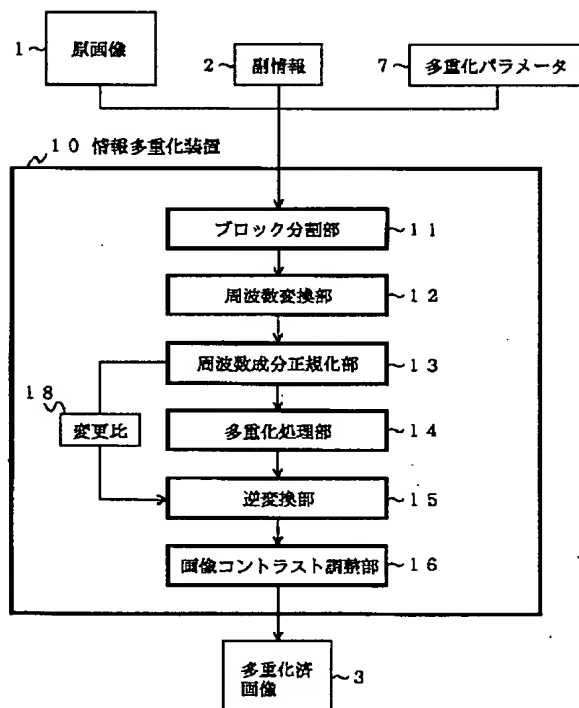 1 原画像
2 副情報
7 多重化パラメータ
10 情報多重化装置
ブロック分割部 11
周波数変換部 12
周波数成分正規化部 13
18
変更比
多重化処理部 14
逆変換部 15
画像コントラスト調整部 16
多重化済
画像 3